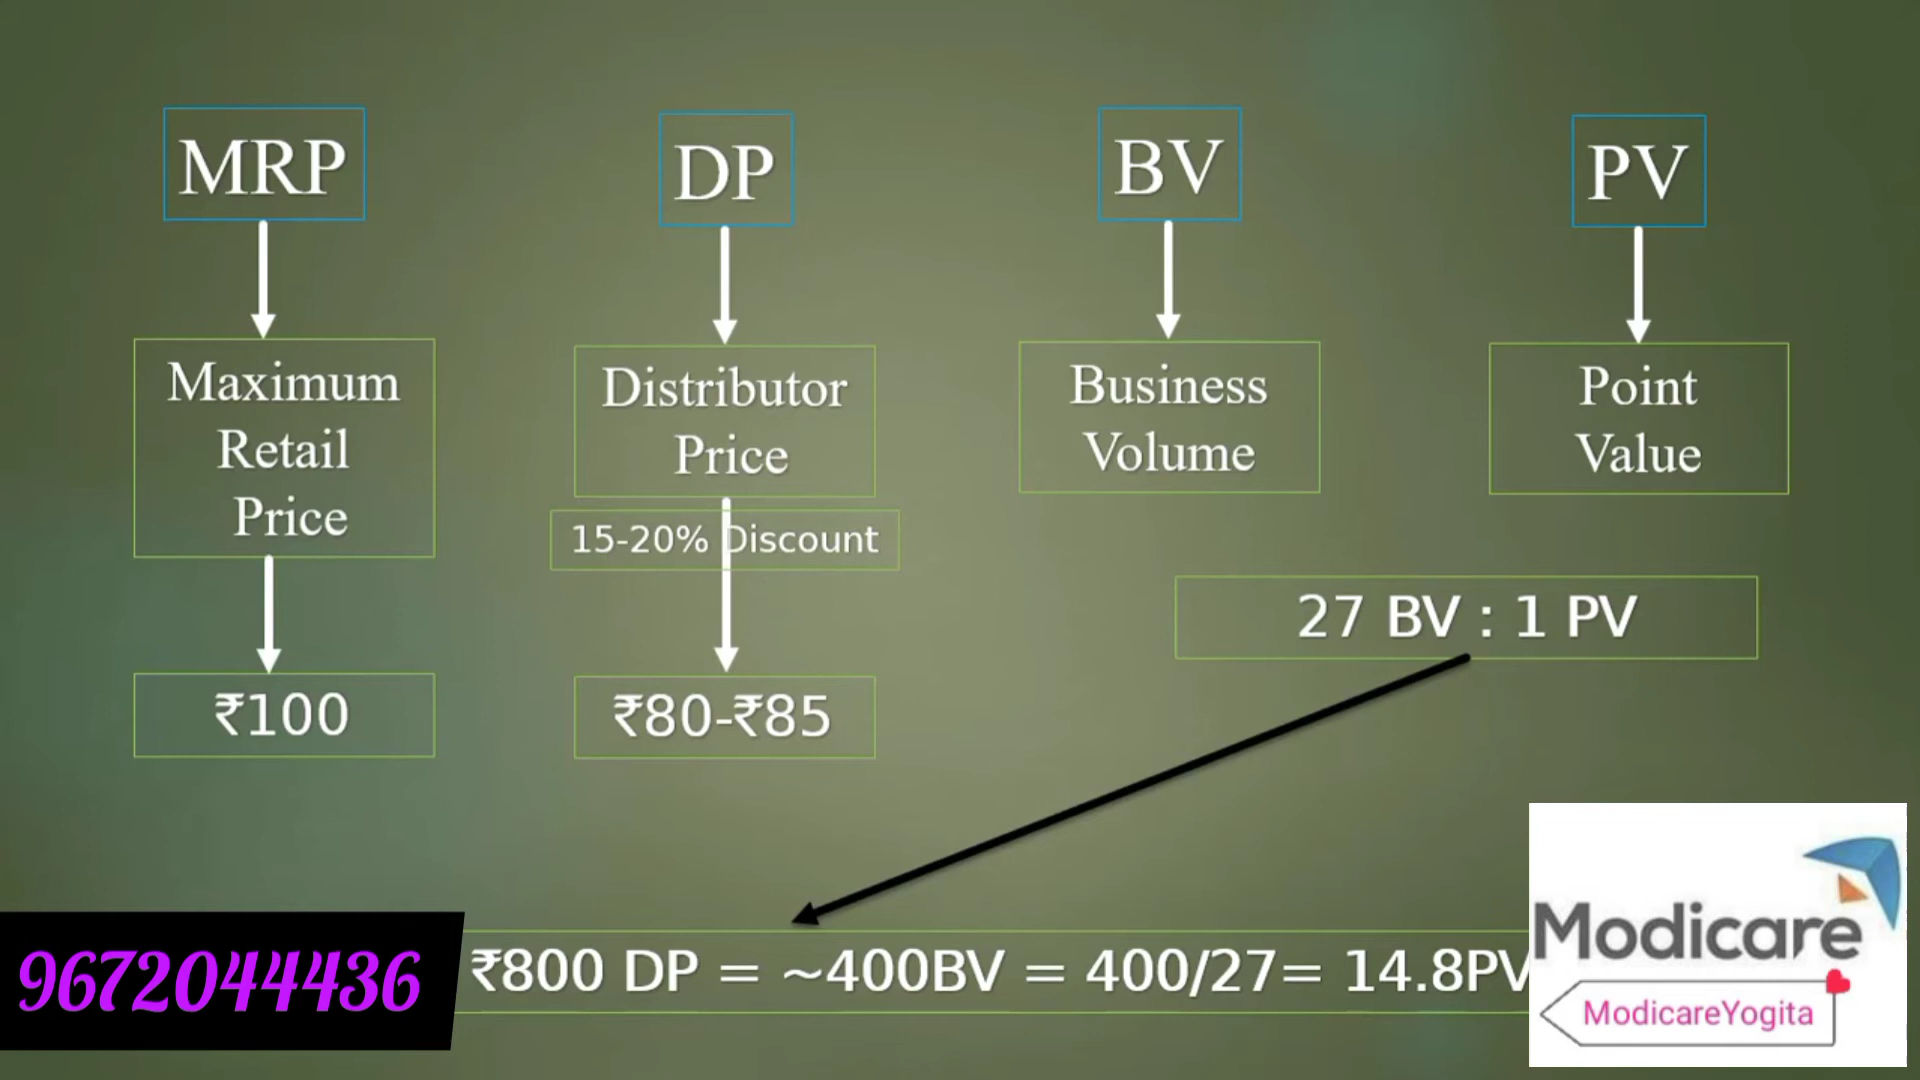 MRP
DP
BV
PV
Maximum
Retail
Price
Distributor
Price
Business
Volume
Point
Value
15-20% Discount
27 BV : 1 PV
₹100
₹80-₹85
9672044436
₹800 DP = ~400BV = 400/27= 14.8PV
Modicare
ModicareYogita